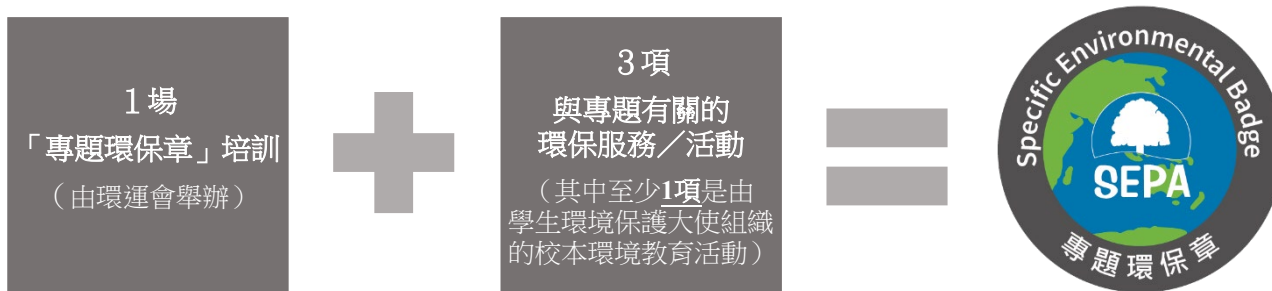 1場
「專題環保章」培訓
（由環運會舉辦）
3項
與專題有關的
環保服務／活動
（其中至少1項是由
學生環境保護大使組織
的校本環境教育活動）
Specific Environmental Badge
SEPA
專題環保章